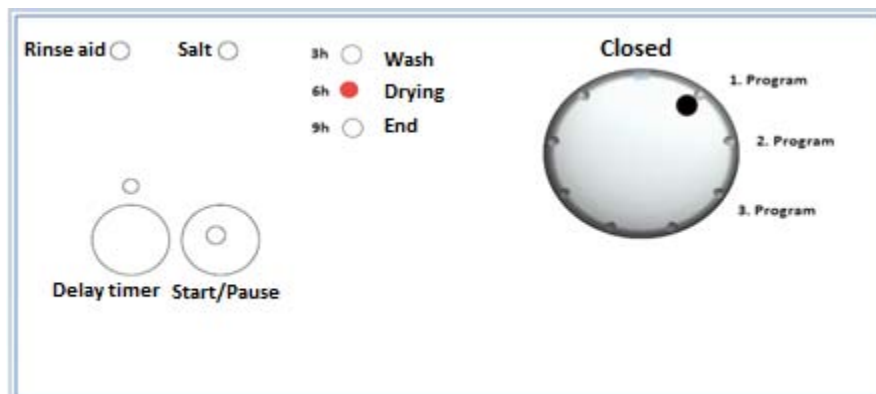 Rinse aid
Salt
3h Wash
6h Drying
9h End
Closed
1. Program
2. Program
3. Program
Delay timer
Start/Pause